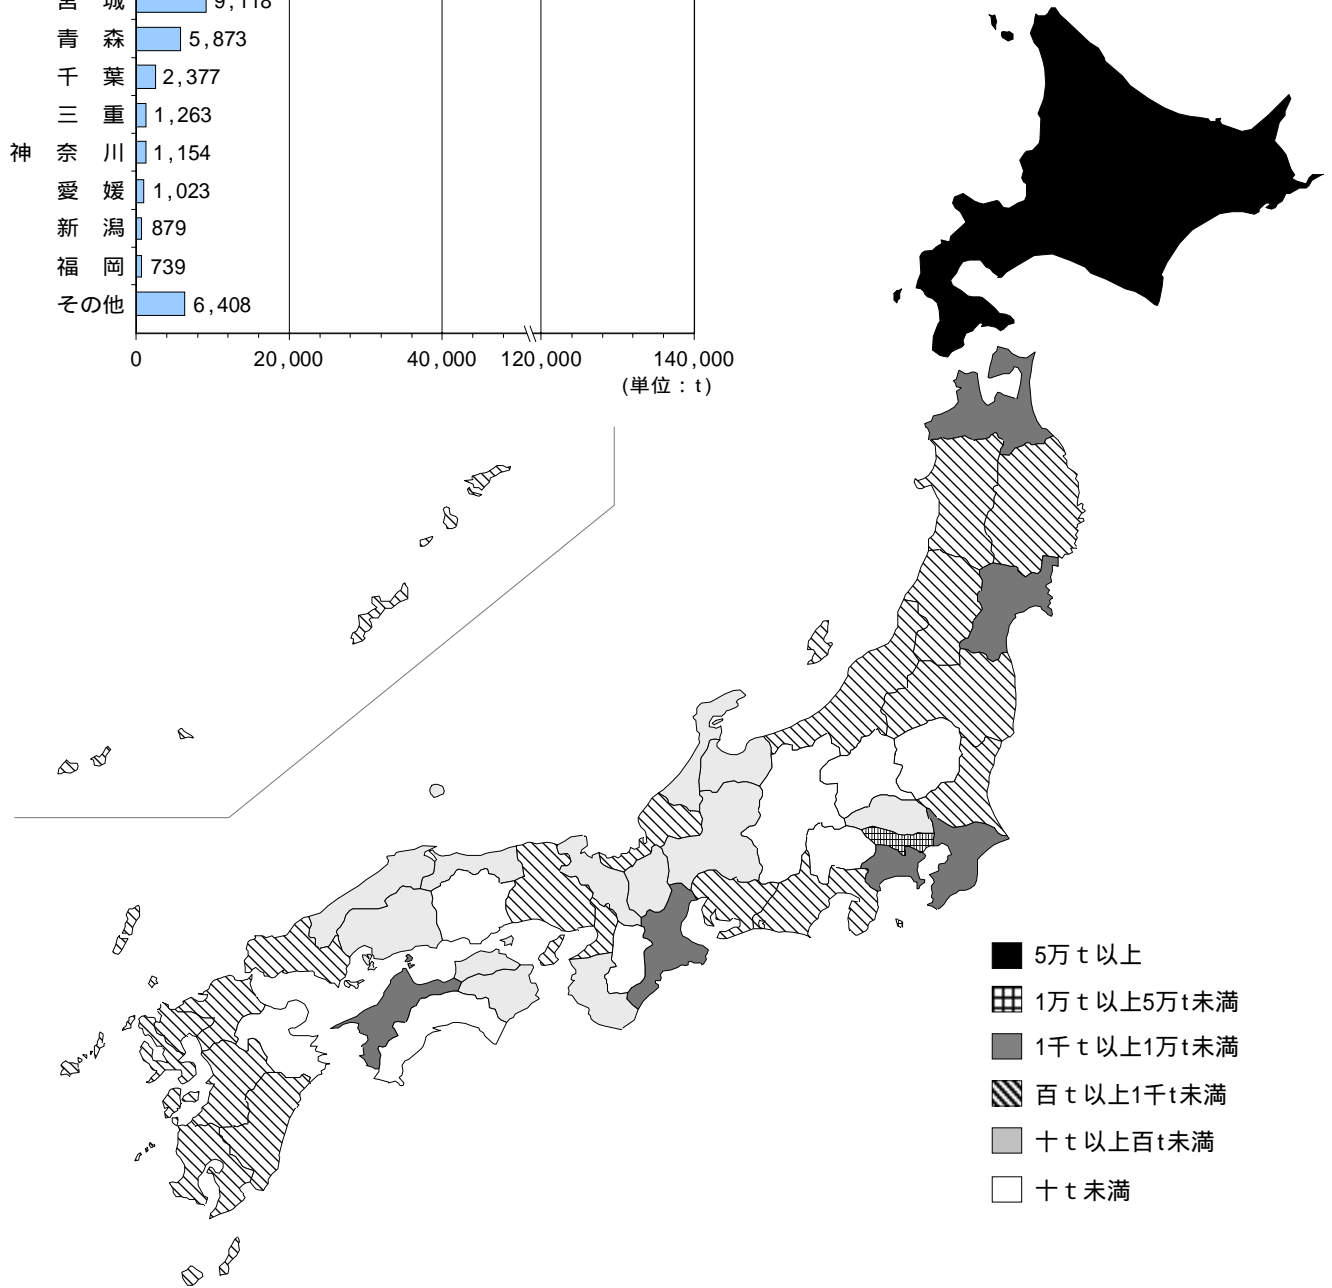 宮 城 9,118
青 森 5,873
千 葉 2,377
三 重 1,263
神 奈 川 1,154
愛 媛 1,023
新 潟 879
福 岡 739
その他 6,408
0 20,000 40,000 120,000 140,000
(単位：t)
5万ｔ以上
1万ｔ以上5万t未満
1千ｔ以上1万t未満
百ｔ以上1千t未満
十ｔ以上百t未満
十ｔ未満